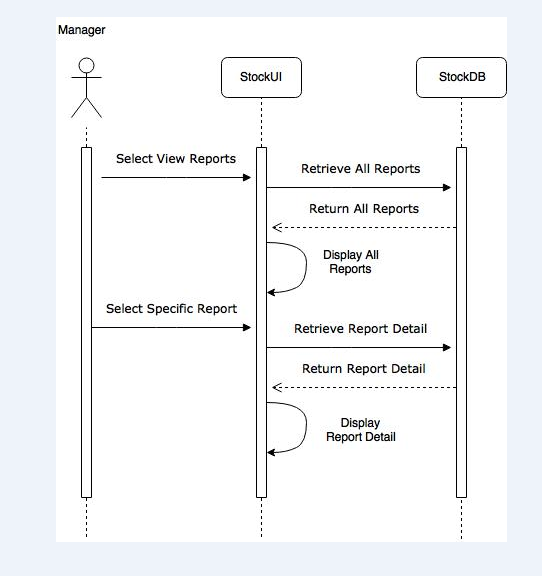 Manager
StockUI
StockDB
Select View Reports
Retrieve All Reports
Return All Reports
Display All
Reports
Select Specific Report
Retrieve Report Detail
Return Report Detail
Display
Report Detail